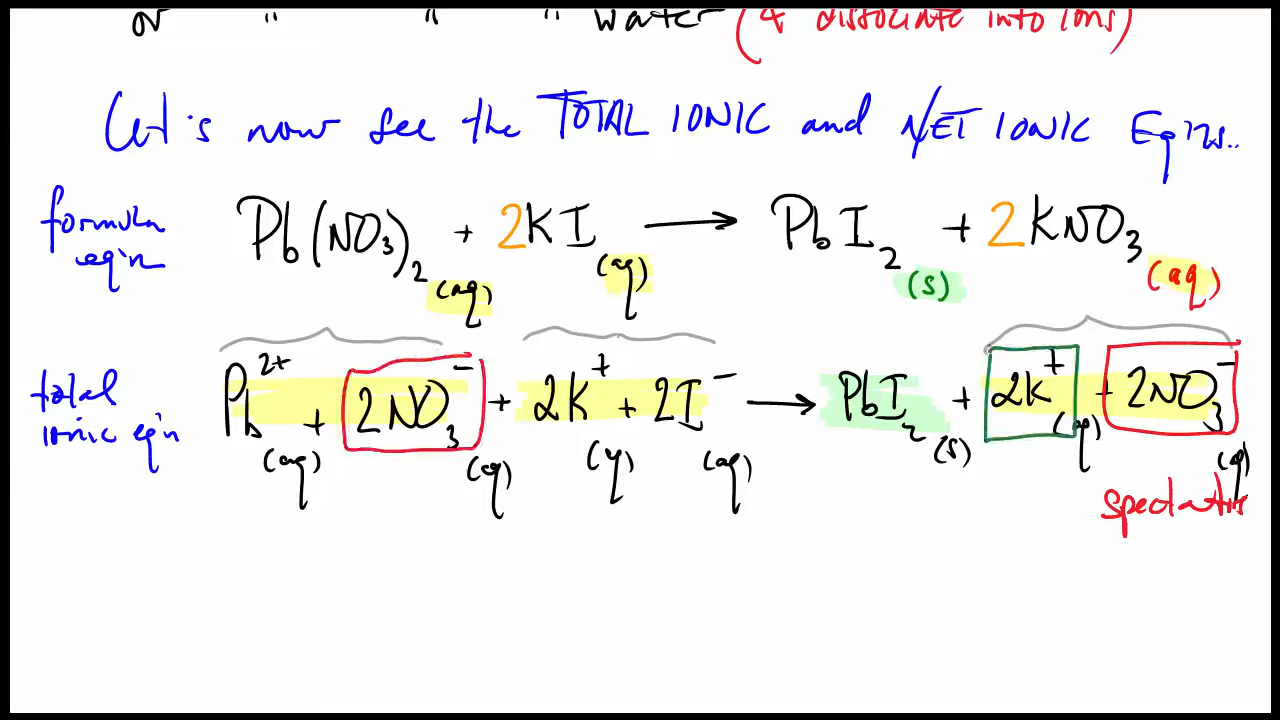 or " " " water (& dissociate into ions)
Let's now see the TOTAL IONIC and NET IONIC Eq'ns..
formula eq'n
Pb(NO₃)₂(aq) + 2KI(aq) → PbI₂(s) + 2KNO₃(aq)
total ionic eq'n
Pb²⁺(aq) + 2NO₃⁻(aq) + 2K⁺(aq) + 2I⁻(aq) → PbI₂(s) + 2K⁺(aq) + 2NO₃⁻(aq)
spectators